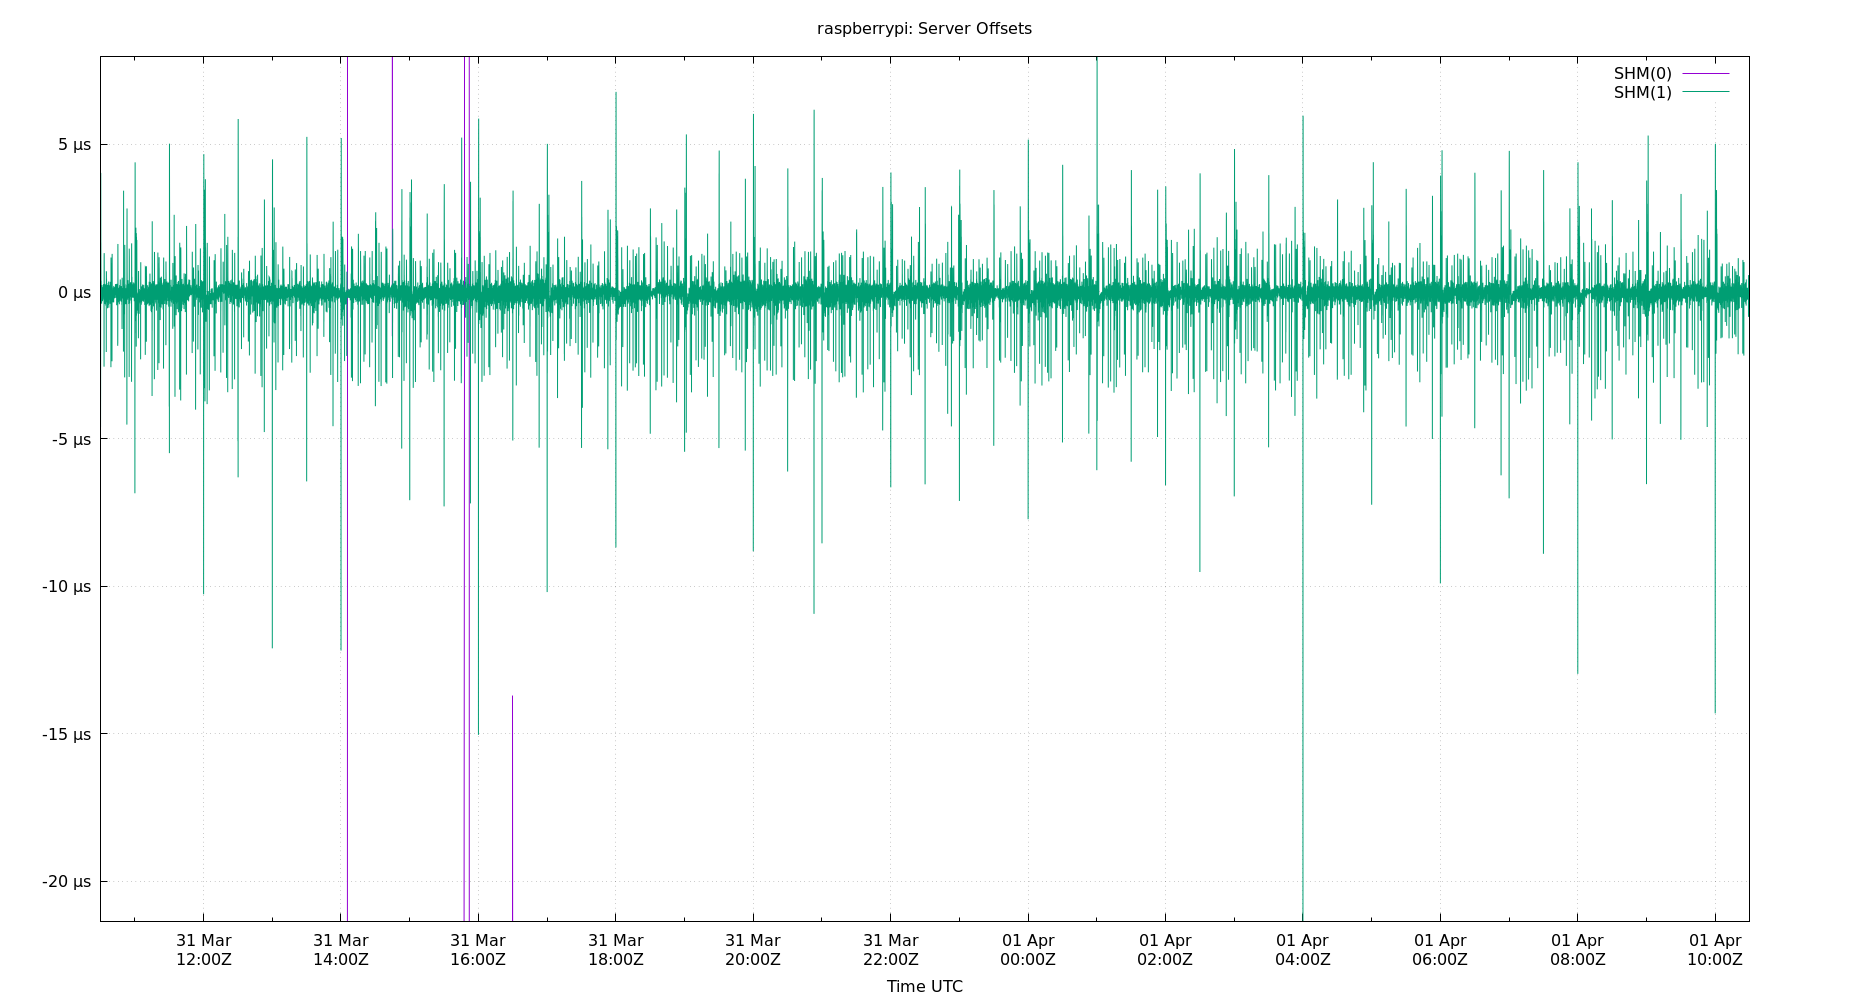 raspberrypi: Server Offsets
SHM(0)
SHM(1)
5 µs
0 µs
-5 µs
-10 µs
-15 µs
-20 µs
31 Mar 31 Mar 31 Mar 31 Mar 31 Mar 31 Mar 01 Apr 01 Apr 01 Apr 01 Apr 01 Apr 01 Apr
12:00Z 14:00Z 16:00Z 18:00Z 20:00Z 22:00Z 00:00Z 02:00Z 04:00Z 06:00Z 08:00Z 10:00Z
Time UTC